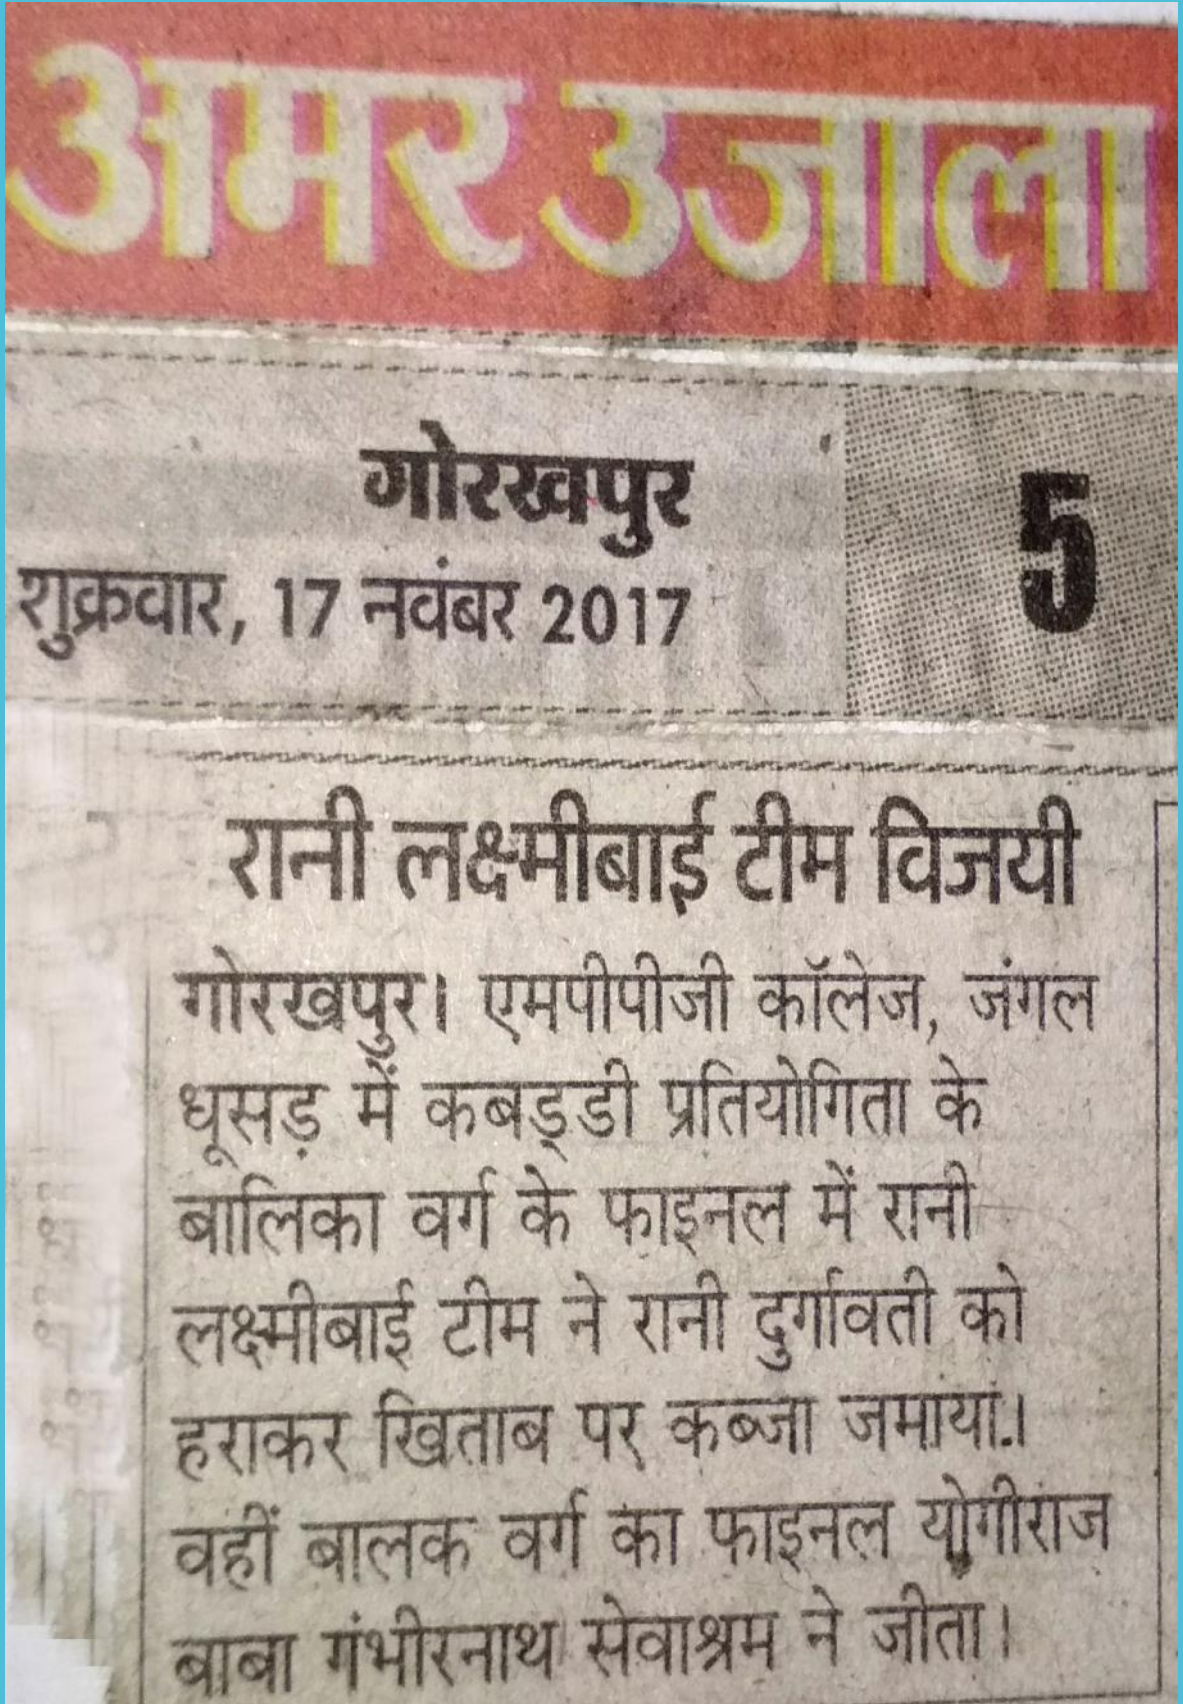 अमर उजाला
गोरखपुर
5
शुक्रवार, 17 नवंबर 2017
रानी लक्ष्मीबाई टीम विजयी
गोरखपुर। एमपीपीजी कॉलेज, जंगल
धूसड़ में कबड्डी प्रतियोगिता के
बालिका वर्ग के फाइनल में रानी
लक्ष्मीबाई टीम ने रानी दुर्गावती को
हराकर खिताब पर कब्जा जमाया।
वहीं बालक वर्ग का फाइनल योगीराज
बाबा गंभीरनाथ सेवाश्रम ने जीता।